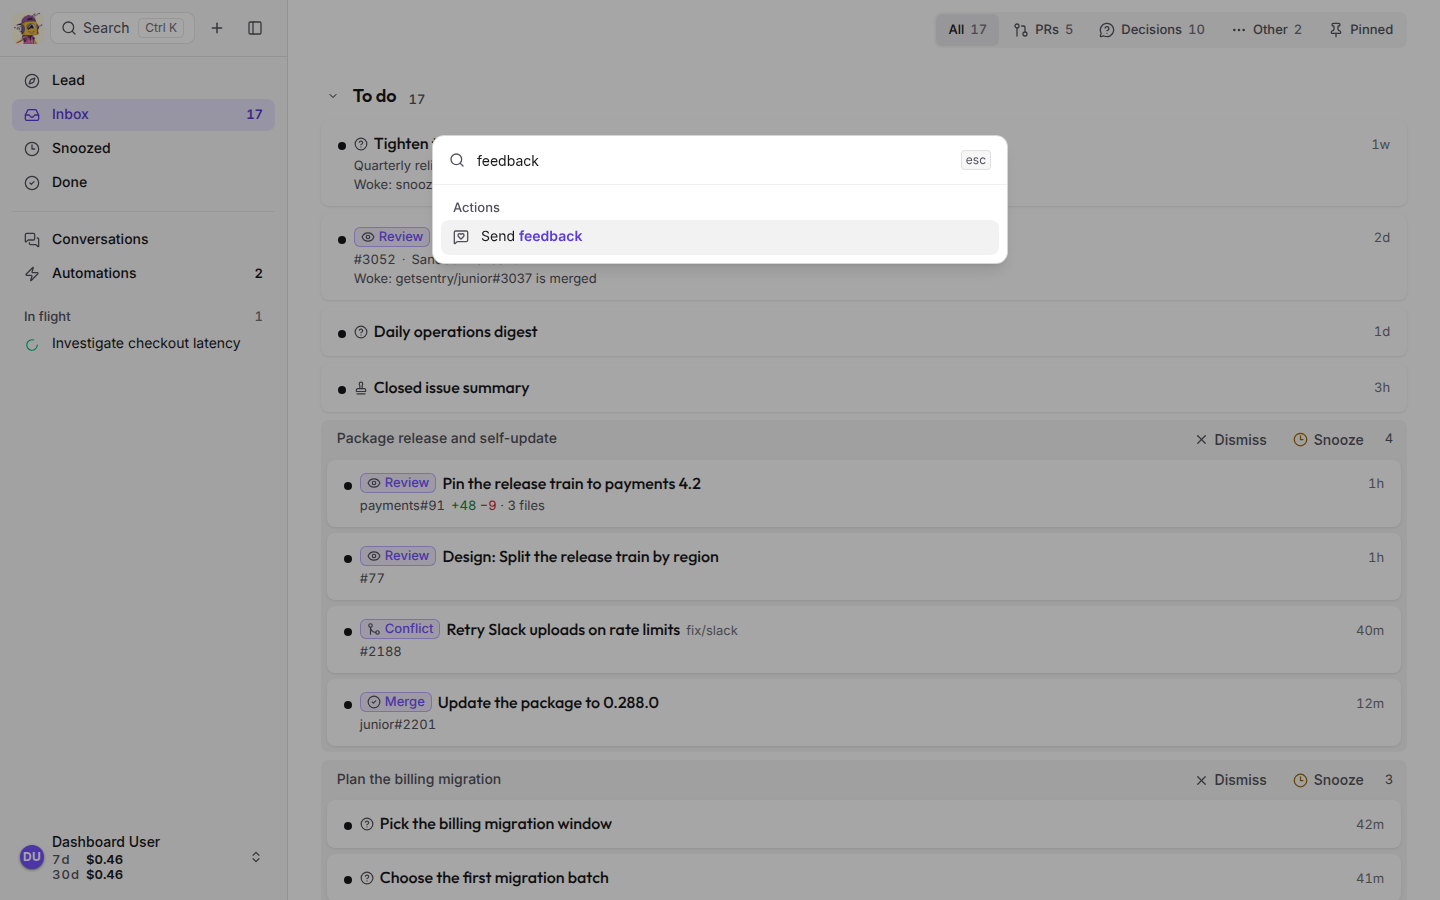 Search Ctrl K
All 17 PRs 5 Decisions 10 Other 2 Pinned
Lead
Inbox 17
Snoozed
Done
Conversations
Automations 2
In flight 1
Investigate checkout latency
Dashboard User
DU
7d $0.46
30d $0.46
To do 17
Tighten 1w
Quarterly reli
Woke: snooz
feedback esc
Actions
Send feedback
Review 2d
#3052 · San
Woke: getsentry/junior#3037 is merged
Daily operations digest 1d
Closed issue summary 3h
Package release and self-update Dismiss Snooze 4
Review Pin the release train to payments 4.2 1h
payments#91 +48 −9 · 3 files
Review Design: Split the release train by region 1h
#77
Conflict Retry Slack uploads on rate limits fix/slack 40m
#2188
Merge Update the package to 0.288.0 12m
junior#2201
Plan the billing migration Dismiss Snooze 3
Pick the billing migration window 42m
Choose the first migration batch 41m